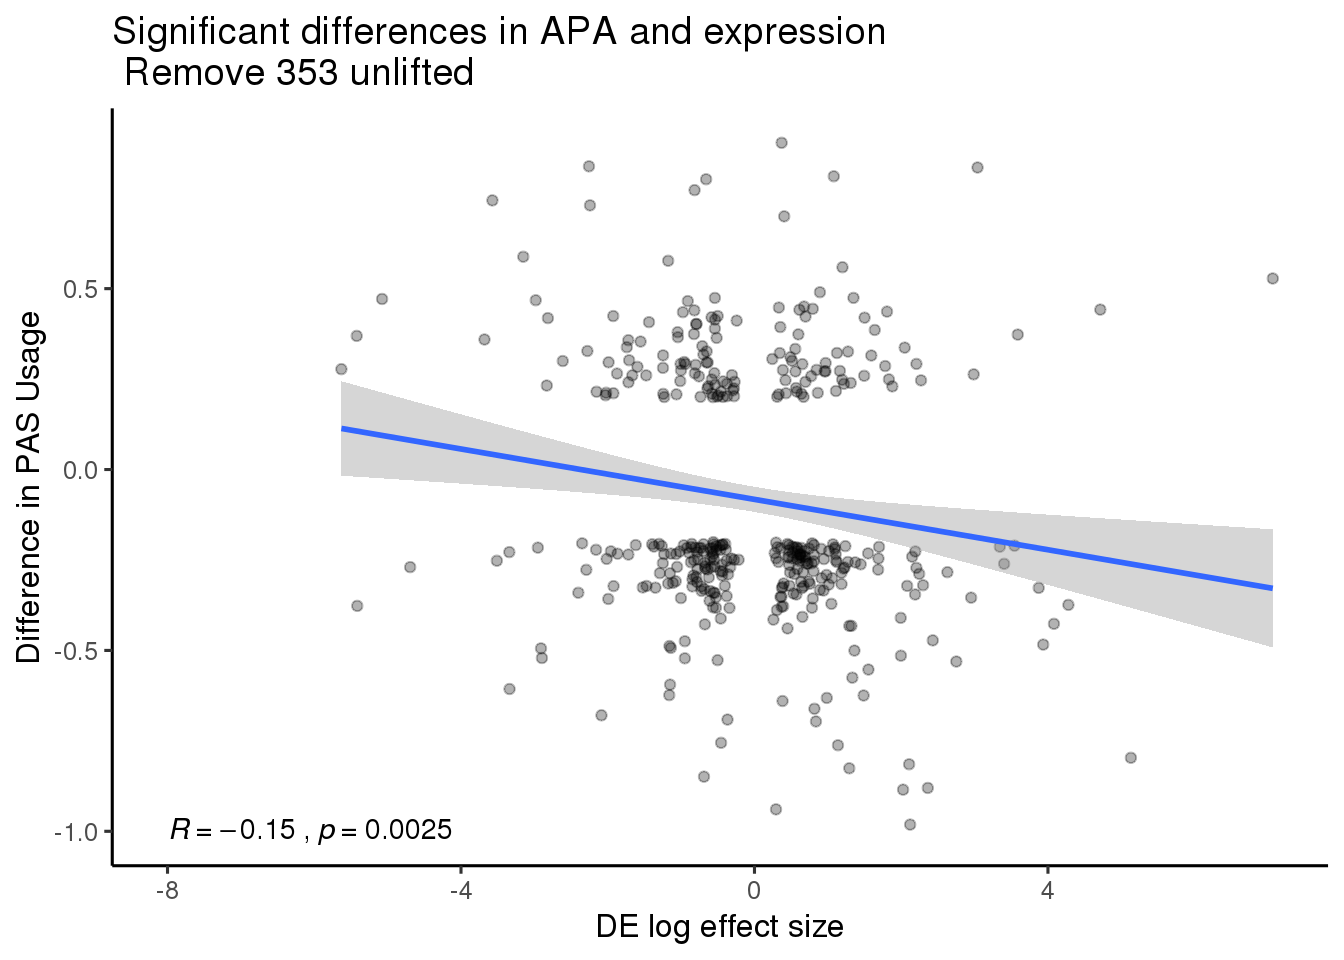 Significant differences in APA and expression
Remove 353 unlifted
Difference in PAS Usage
0.5
0.0
-0.5
-1.0
R = −0.15 , p = 0.0025
-8
-4
0
4
DE log effect size